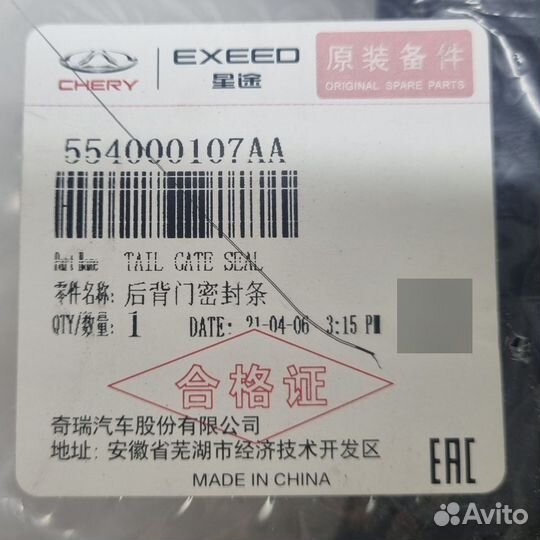 CHERY
EXEED
星途
原装备件
ORIGINAL SPARE PARTS
554000107AA
Part Name TAIL GATE SEAL
零件名称: 后背门密封条
QTY/数量: 1 DATE: 21-04-06 3:15 PM
合格证
奇瑞汽车股份有限公司
地址: 安徽省芜湖市经济技术开发区
MADE IN CHINA
EAC
Avito